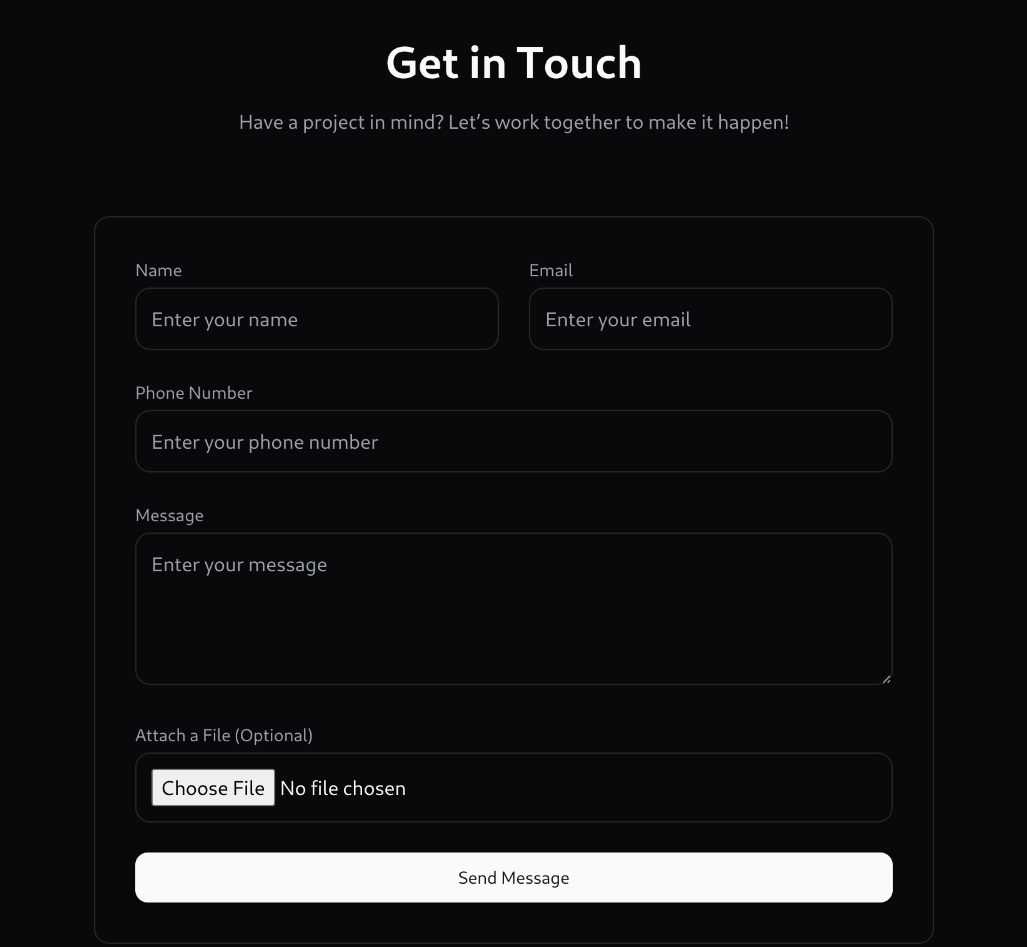 Get in Touch
Have a project in mind? Let’s work together to make it happen!
Name
Email
Enter your name
Enter your email
Phone Number
Enter your phone number
Message
Enter your message
Attach a File (Optional)
Choose File No file chosen
Send Message